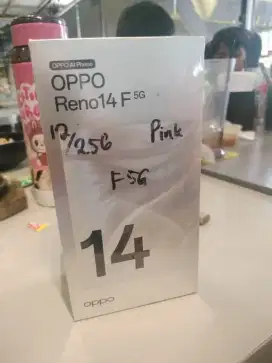 OPPO AI Phone
OPPO
Reno14 F 5G
12/256 Pink
F5G
14
oppo